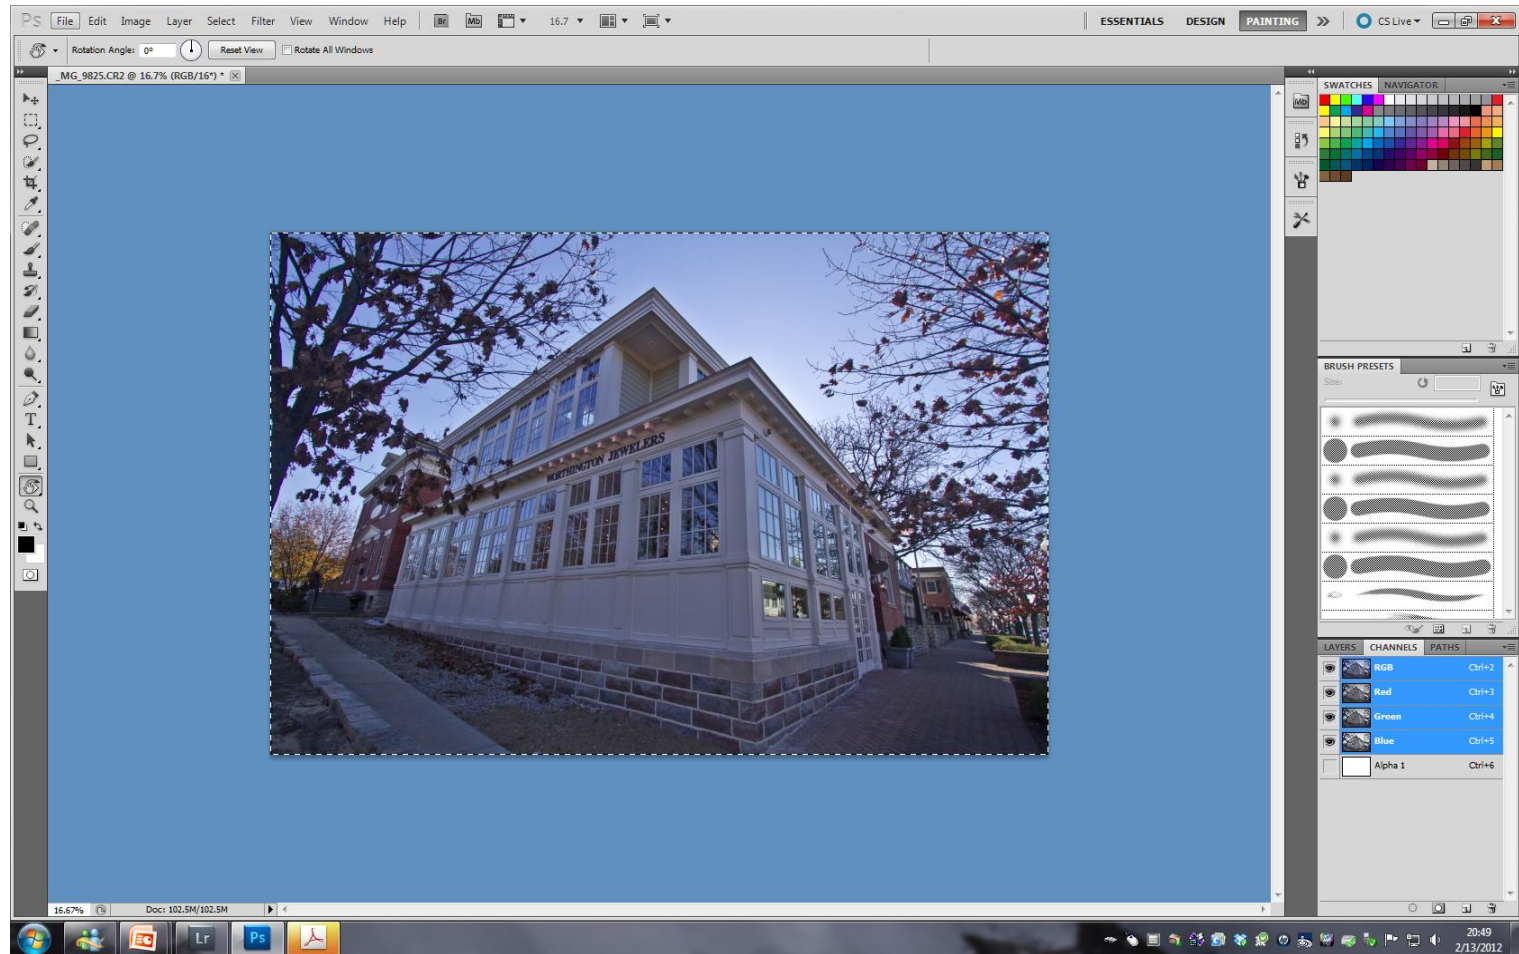 Ps File Edit Image Layer Select Filter View Window Help Br Mb 16.7 ESSENTIALS DESIGN PAINTING CS Live
Rotation Angle: 0° Reset View Rotate All Windows
_MG_9825.CR2 @ 16.7% (RGB/16*) *
Mb
SWATCHES NAVIGATOR
BRUSH PRESETS
Size:
WORTHINGTON JEWELERS
T
LAYERS CHANNELS PATHS
RGB Ctrl+2
Red Ctrl+3
Green Ctrl+4
Blue Ctrl+5
Alpha 1 Ctrl+6
16.67% Doc: 102.5M/102.5M
Lr Ps
20:49
2/13/2012